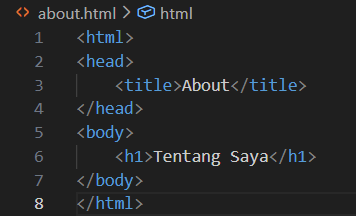 about.html > html
1 <html>
2 <head>
3     <title>About</title>
4 </head>
5 <body>
6     <h1>Tentang Saya</h1>
7 </body>
8 </html>